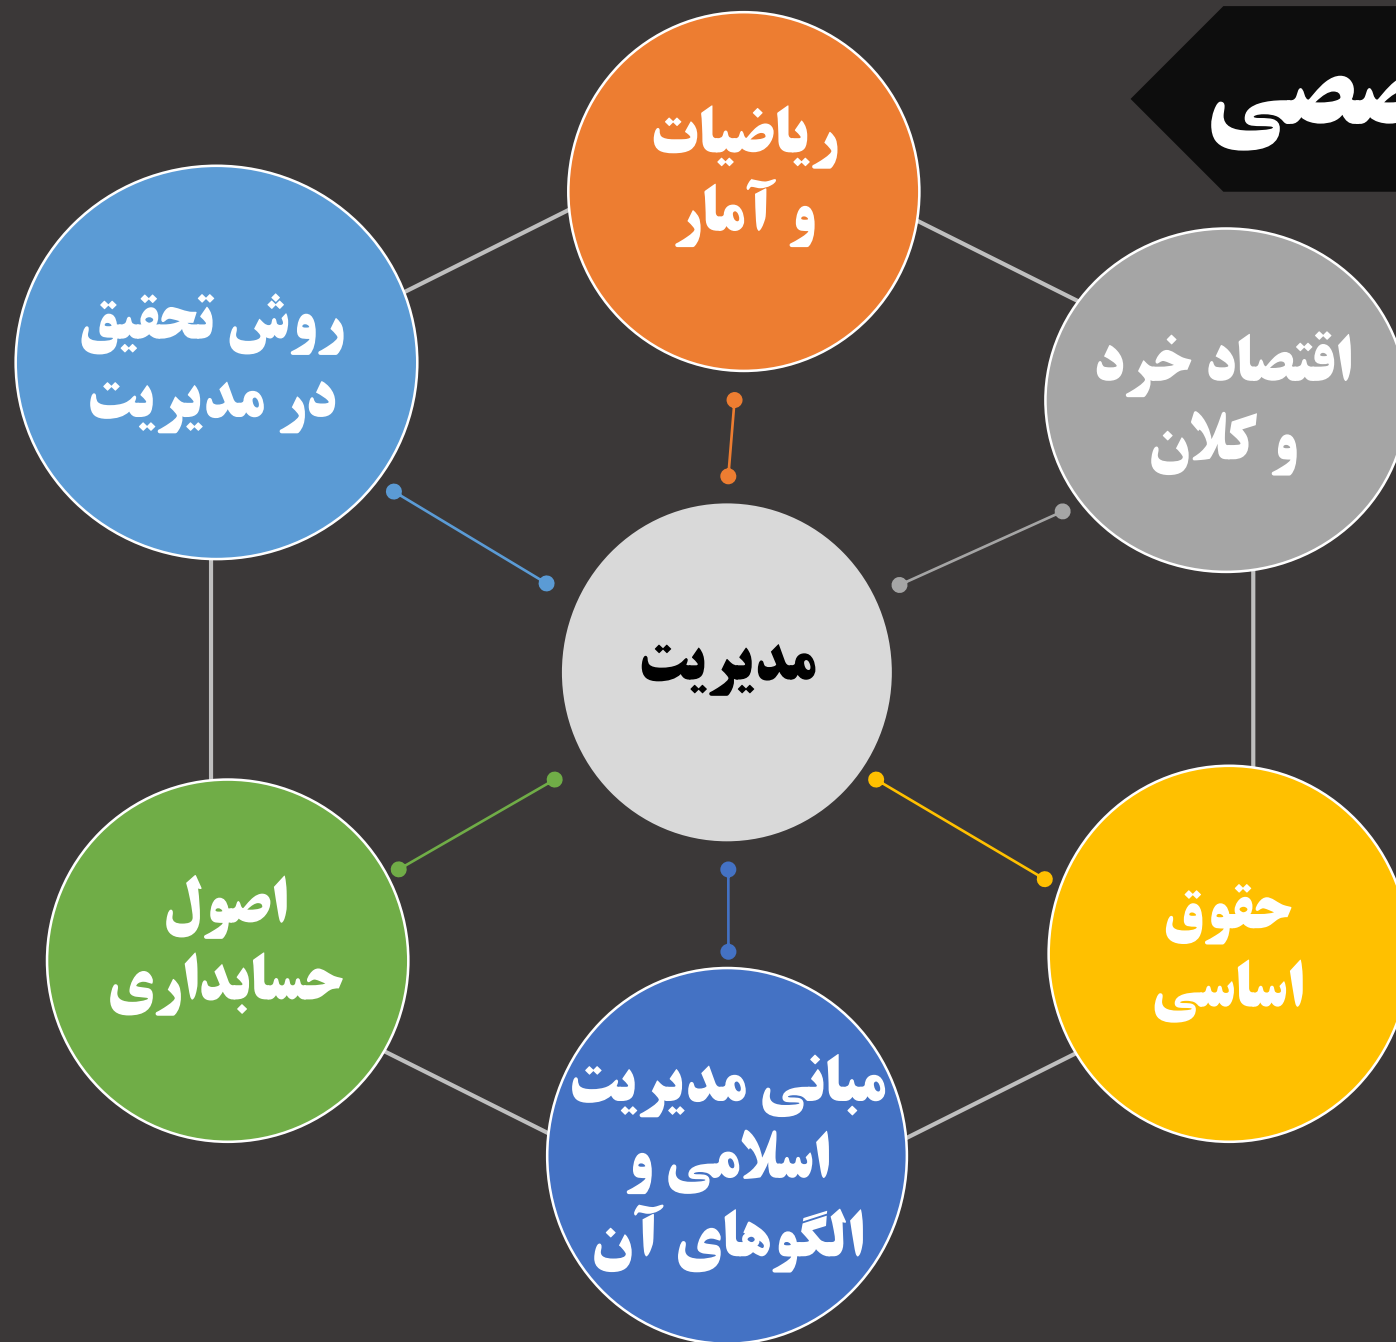 ریاضیات
و آمار
اقتصاد خرد
و کلان
روش تحقیق
در مدیریت
مدیریت
حقوق
اساسی
اصول
حسابداری
مبانی مدیریت
اسلامی و
الگوهای آن